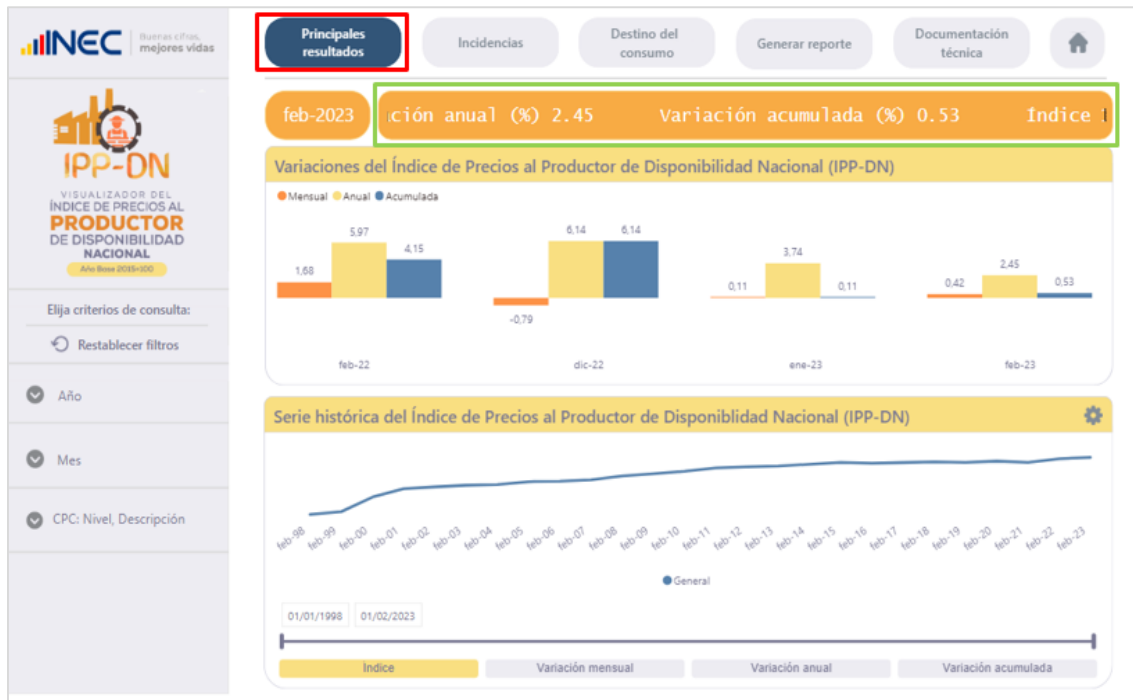 INEC
Buenas cifras,
mejores vidas
Principales
resultados
Incidencias
Destino del
consumo
Generar reporte
Documentación
técnica
IPP-DN
VISUALIZADOR DEL
ÍNDICE DE PRECIOS AL
PRODUCTOR
DE DISPONIBILIDAD
NACIONAL
Año Base 2015=100
Elija criterios de consulta:
Restablecer filtros
Año
Mes
CPC: Nivel, Descripción
feb-2023
ción anual (%) 2.45 Variación acumulada (%) 0.53 Índice
Variaciones del Índice de Precios al Productor de Disponibilidad Nacional (IPP-DN)
Mensual Anual Acumulada
1,68 5,97 4,15
-0,79 6,14 6,14
0,11 3,74 0,11
0,42 2,45 0,53
feb-22 dic-22 ene-23 feb-23
Serie histórica del Índice de Precios al Productor de Disponiblidad Nacional (IPP-DN)
feb-98 feb-99 feb-00 feb-01 feb-02 feb-03 feb-04 feb-05 feb-06 feb-07 feb-08 feb-09 feb-10 feb-11 feb-12 feb-13 feb-14 feb-15 feb-16 feb-17 feb-18 feb-19 feb-20 feb-21 feb-22 feb-23
General
01/01/1998 01/02/2023
Índice Variación mensual Variación anual Variación acumulada